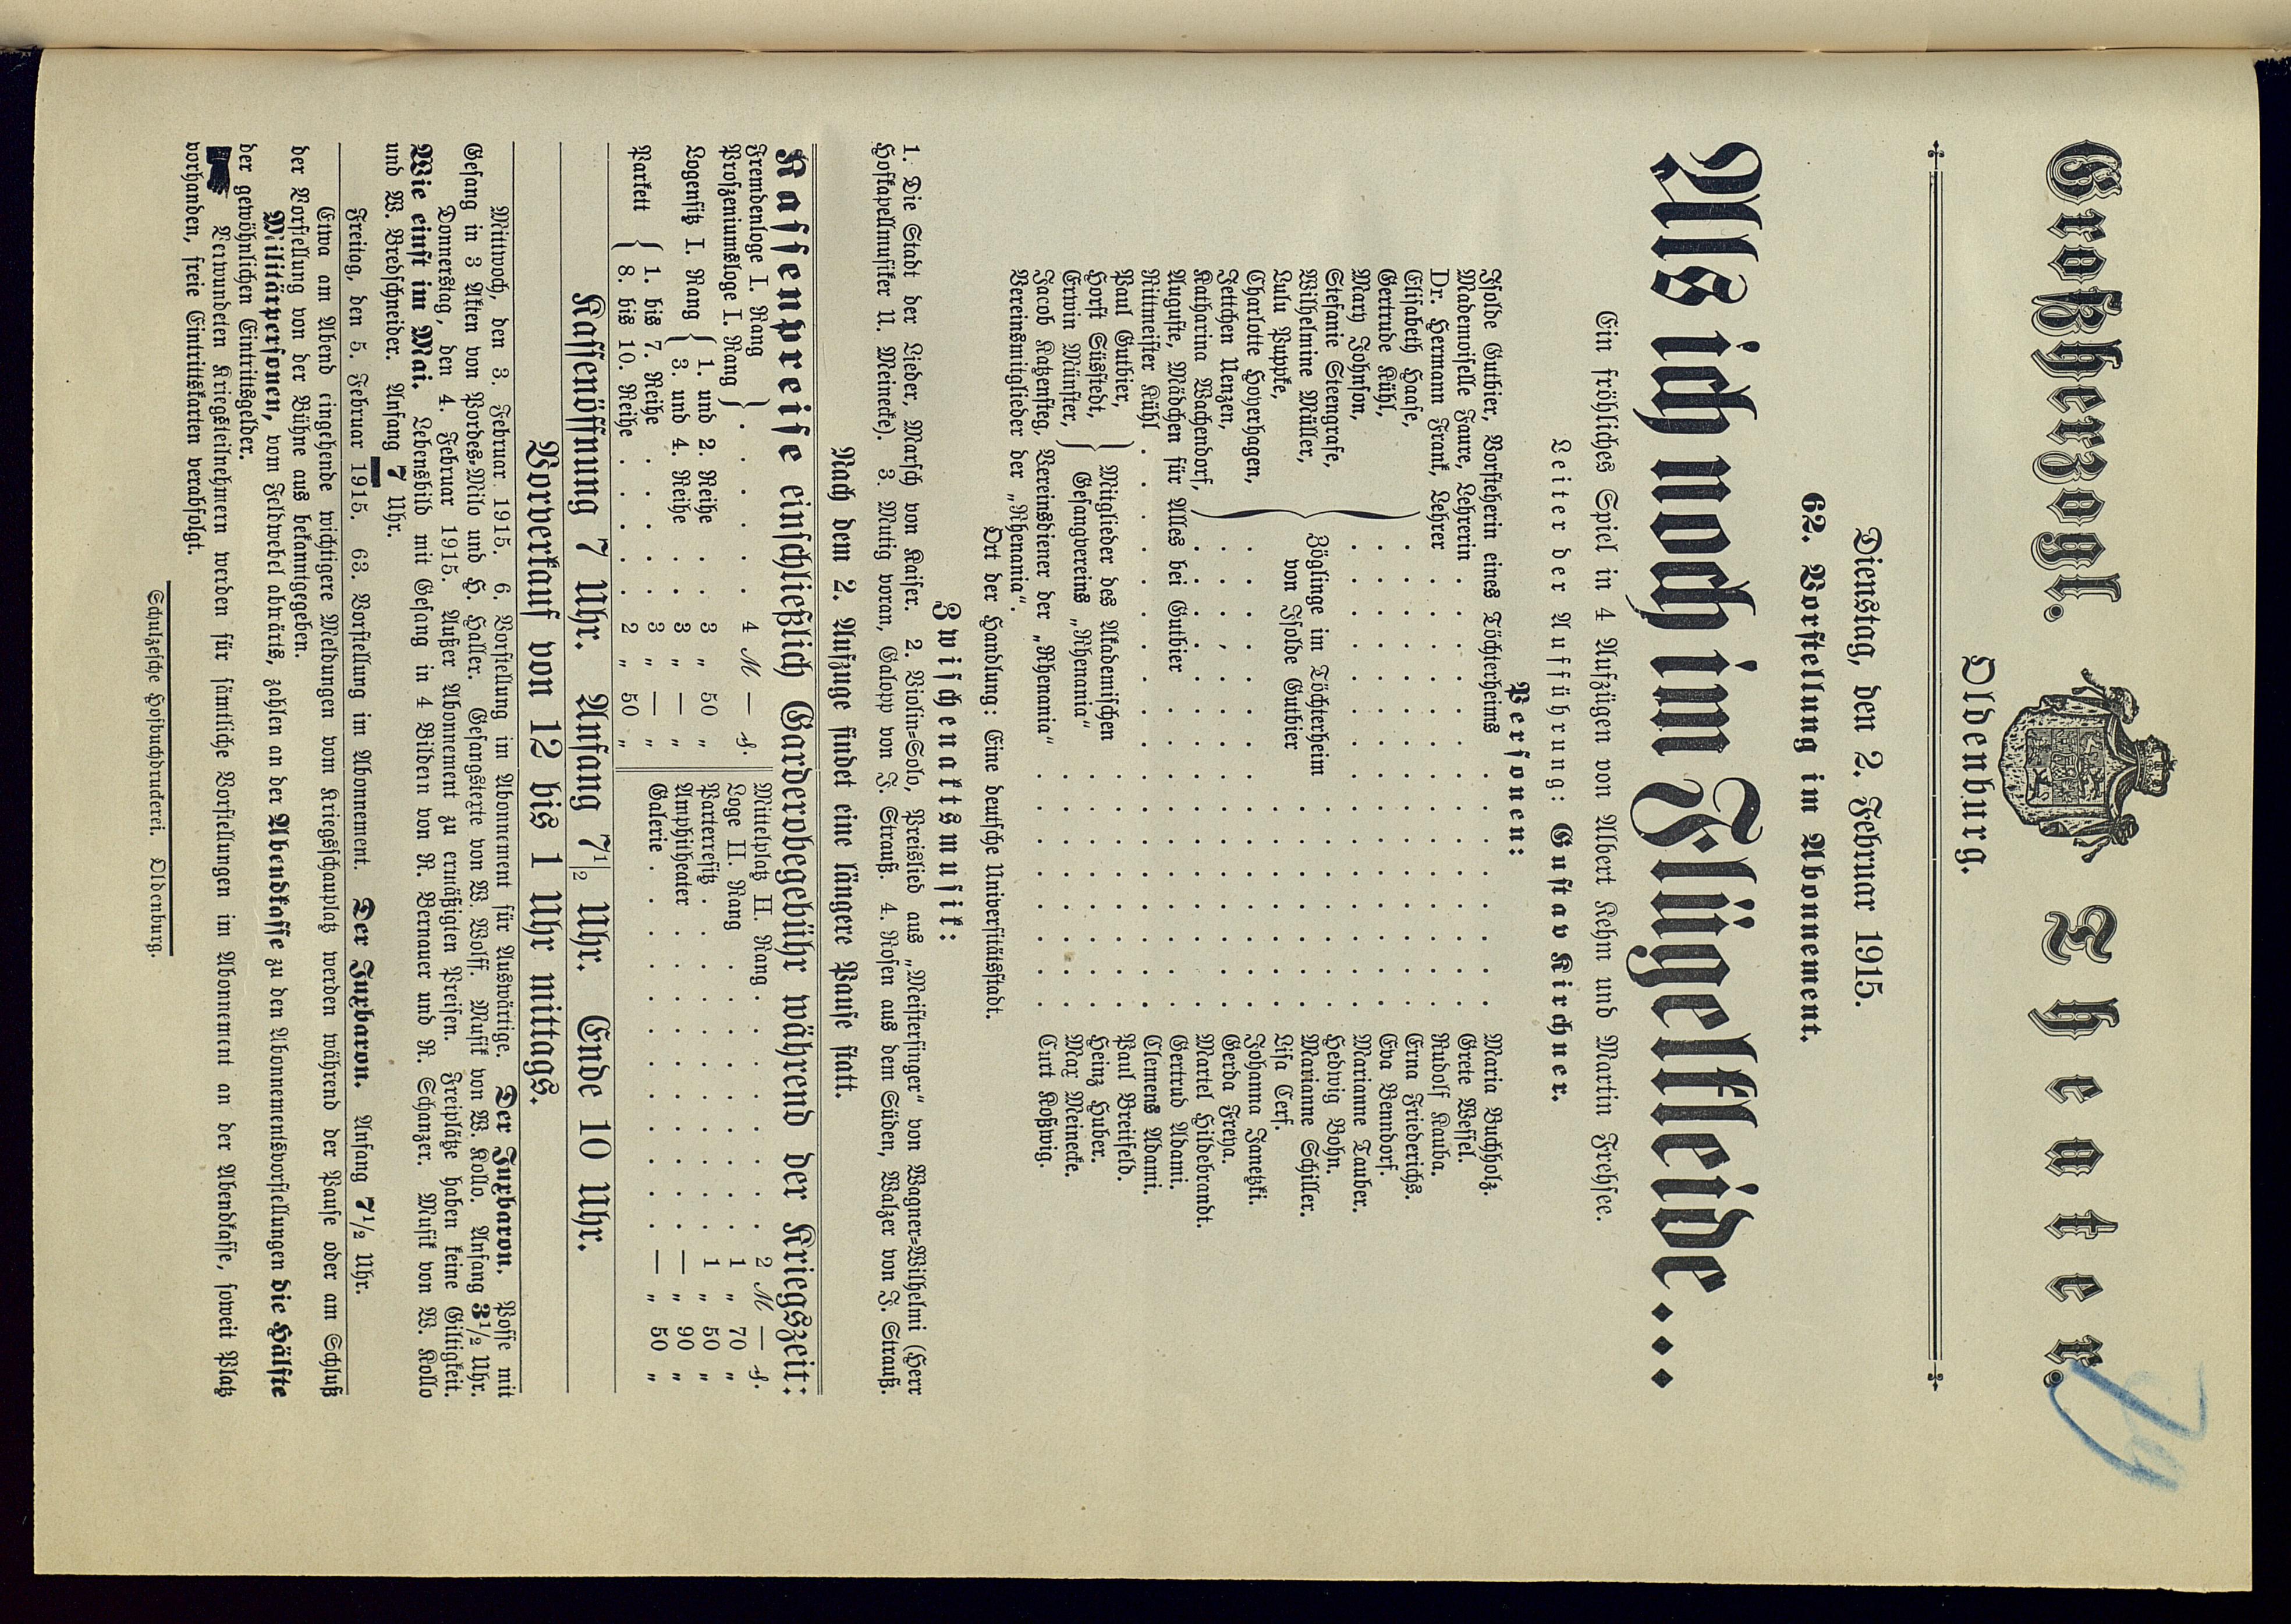 Großherzogl. Theater.
Oldenburg.
Dienstag, den 2. Februar 1915.
62. Vorstellung im Abonnement.
Als ich noch im Flügelkleide...
Ein fröhliches Spiel in 4 Aufzügen von Albert Kehm und Martin Frehsee.
Leiter der Aufführung: Gustav Kirchner.
Personen:
Isolde Gutbier, Vorsteherin eines Töchterheims . . . . . . . Maria Buchholz.
Mademoiselle Faure, Lehrerin . . . . . . . . . . . . Grete Wessel.
Dr. Hermann Frank, Lehrer . . . . . . . . . . . . Rudolf Kauba.
Elisabeth Haase, . . . . . . . . . . . . Erna Friederichs.
Gertrude Kühl, . . . . . . . . . . . . Eva Benndorf.
Mary Johnson, . . . . . . . . . . . . Marianne Tauber.
Stefanie Steengrafe, } Zöglinge im Töchterheim . . . . . . Hedwig Bohn.
Wilhelmine Müller, } von Isolde Gutbier . . . . . . Marianne Schiller.
Lulu Puppke, . . . . . . . Lisa Cerf.
Charlotte Hoyerhagen, . . . . . . . . . . . . Johanna Janetzki.
Jettchen Uenzen, . . . . . . . . . . . . Gerda Freya.
Katharina Wachendorf, . . . . . . . . . . . . Martel Hildebrandt.
Auguste, Mädchen für Alles bei Gutbier . . . . . . . . . Gertrud Adami.
Rittmeister Kühl . . . . . . . . . . . . . . . Clemens Adami.
Paul Gutbier, } Mitglieder des Akademischen . . . . . . . Paul Breitfeld.
Horst Süsstedt, } Gesangvereins „Rhenania“ . . . . . . . Heinz Huber.
Erwin Münster, } . . . . . . . Max Meinecke.
Jacob Katzensteg, Vereinsdiener der „Rhenania“ . . . . . . . Curt Koßwig.
Vereinsmitglieder der „Rhenania“.
Ort der Handlung: Eine deutsche Universitätsstadt.
Zwischenaktsmusik:
1. Die Stadt der Lieder, Marsch von Kaiser. 2. Violin-Solo, Preislied aus „Meistersinger“ von Wagner-Wilhelmi (Herr
Hofkapellmusiker U. Meinecke). 3. Mutig voran, Galopp von J. Strauß. 4. Rosen aus dem Süden, Walzer von J. Strauß.
Nach dem 2. Aufzuge findet eine längere Pause statt.
Kassenpreise einschließlich Garderobegebühr während der Kriegszeit:
Fremdenloge I. Rang } . . . . . 4 M — ₰.
Proszeniumsloge I. Rang }
Logensitz I. Rang { 1. und 2. Reihe . . . 3 „ 50 „
{ 3. und 4. Reihe . . . 3 „ — „
Parkett { 1. bis 7. Reihe . . . . . 3 „ — „
{ 8. bis 10. Reihe . . . . . 2 „ 50 „
Mittelplatz II. Rang . . . . . . . . 2 M — ₰.
Loge II. Rang . . . . . . . . . 1 „ 70 „
Parterresitz . . . . . . . . . . 1 „ 50 „
Amphitheater . . . . . . . . . . — „ 90 „
Galerie . . . . . . . . . . . . — „ 50 „
Kassenöffnung 7 Uhr. Anfang 7½ Uhr. Ende 10 Uhr.
Vorverkauf von 12 bis 1 Uhr mittags.
Mittwoch, den 3. Februar 1915. 6. Vorstellung im Abonnement für Auswärtige. Der Juxbaron. Posse mit
Gesang in 3 Akten von Pordes-Milo und H. Haller. Gesangstexte von W. Wolff. Musik von W. Kollo. Anfang 3½ Uhr.
Donnerstag, den 4. Februar 1915. Außer Abonnement zu ermäßigten Preisen. Freiplätze haben keine Giltigkeit.
Wie einst im Mai. Lebensbild mit Gesang in 4 Bildern von R. Bernauer und R. Schanzer. Musik von W. Kollo
und W. Bredschneider. Anfang 7 Uhr.
Freitag, den 5. Februar 1915. 63. Vorstellung im Abonnement. Der Juxbaron. Anfang 7½ Uhr.
Etwa am Abend eingehende wichtigere Meldungen vom Kriegsschauplatz werden während der Pause oder am Schluß
der Vorstellung von der Bühne aus bekanntgegeben.
Militärpersonen, vom Feldwebel abwärts, zahlen an der Abendkasse zu den Abonnementsvorstellungen die Hälfte
der gewöhnlichen Eintrittsgelder.
Verwundeten Kriegsteilnehmern werden für sämtliche Vorstellungen im Abonnement an der Abendkasse, soweit Platz
vorhanden, freie Eintrittskarten verabfolgt.
Schulzesche Hofbuchdruckerei. Oldenburg.